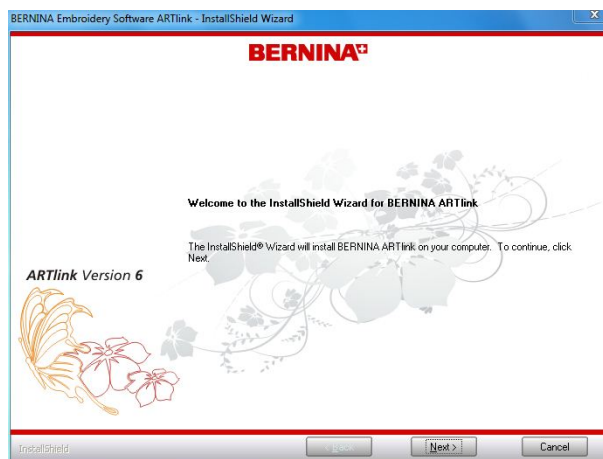 BERNINA Embroidery Software ARTlink - InstallShield Wizard
BERNINA
Welcome to the InstallShield Wizard for BERNINA ARTlink
The InstallShield® Wizard will install BERNINA ARTlink on your computer. To continue, click
Next.
ARTlink Version 6
InstallShield
< Back
Next >
Cancel